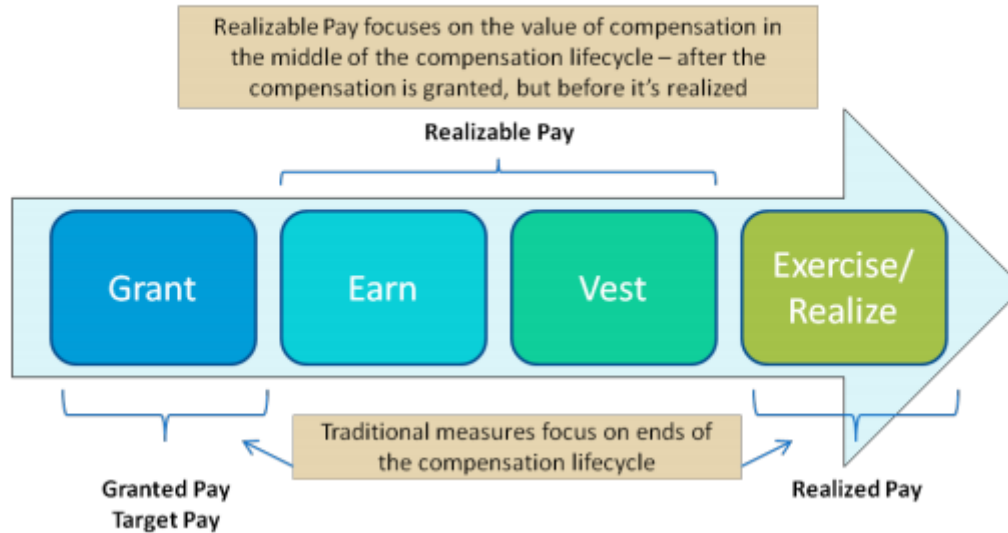 Realizable Pay focuses on the value of compensation in
the middle of the compensation lifecycle – after the
compensation is granted, but before it's realized
Realizable Pay
Grant
Earn
Vest
Exercise/
Realize
Traditional measures focus on ends of
the compensation lifecycle
Granted Pay
Target Pay
Realized Pay